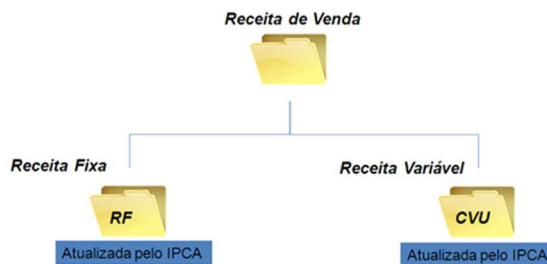 Receita de Venda
Receita Fixa
Receita Variável
RF
CVU
Atualizada pelo IPCA
Atualizada pelo IPCA